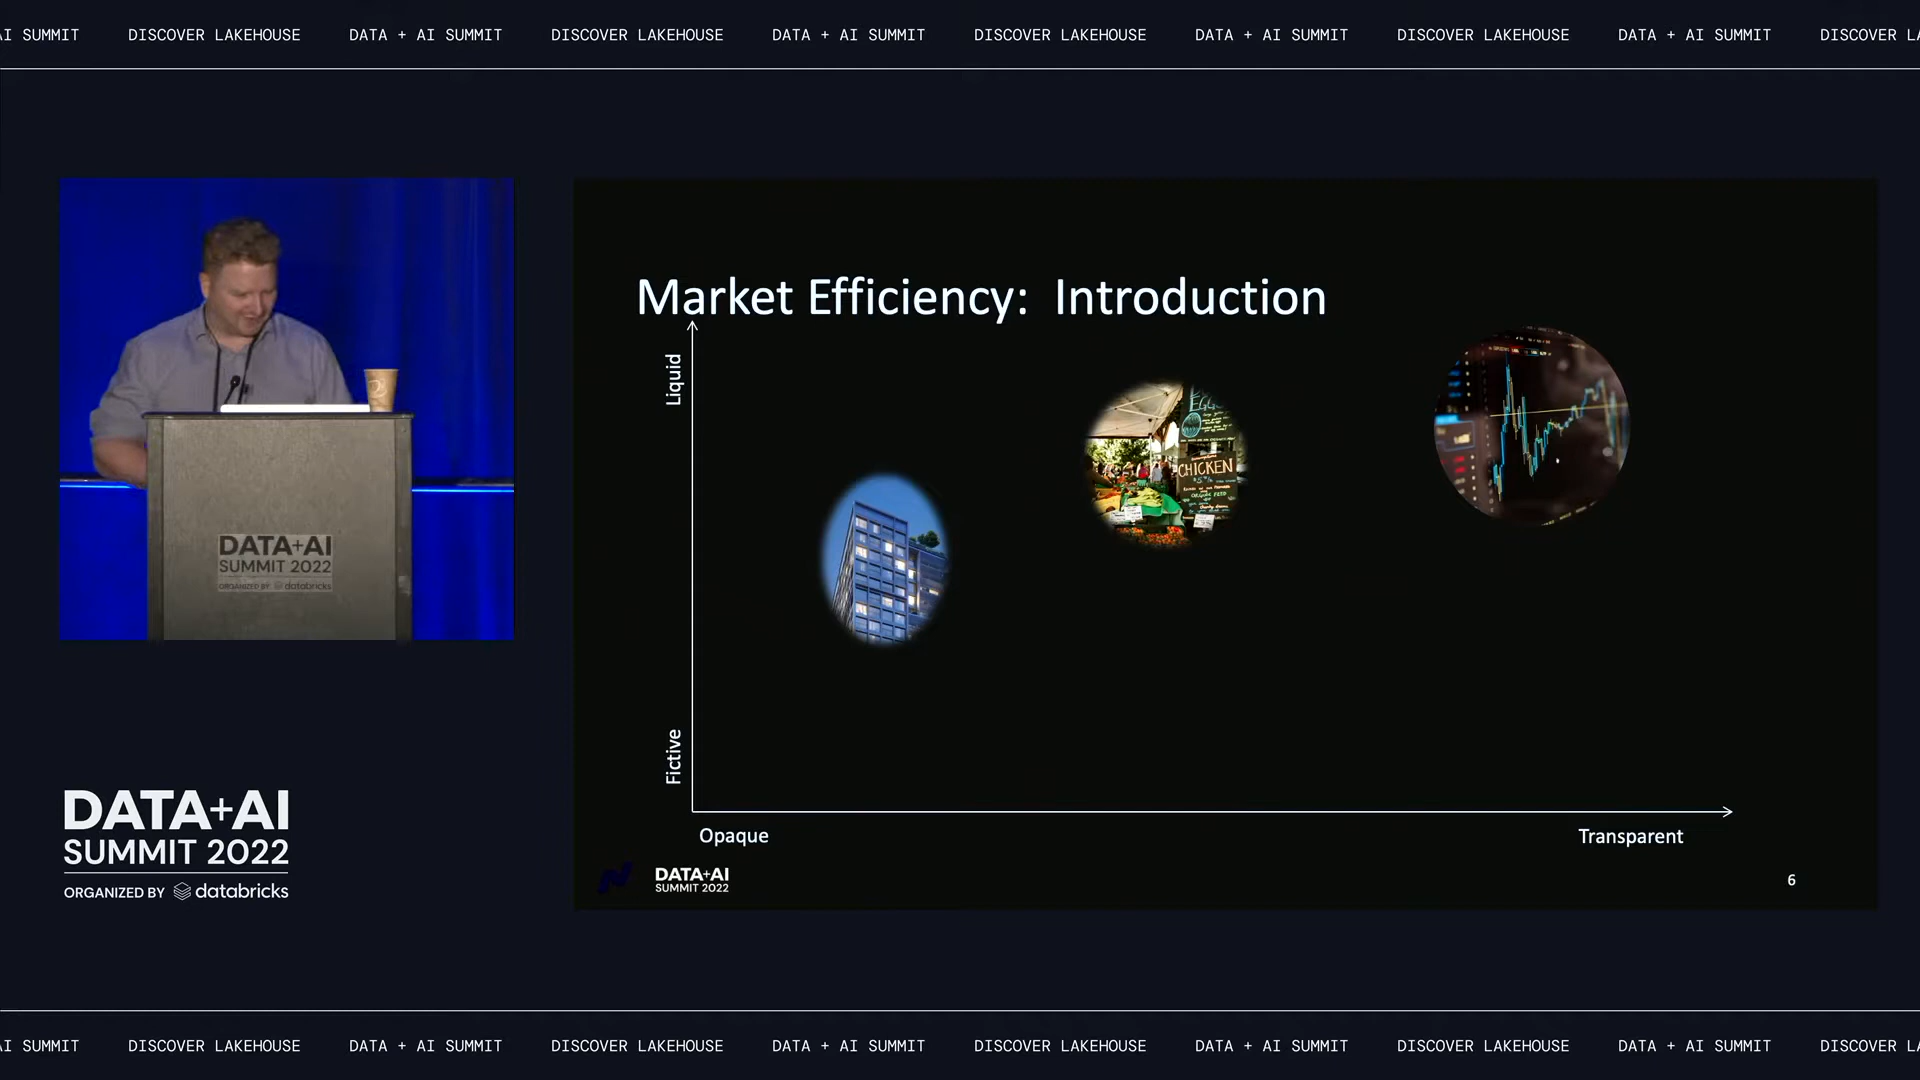 AI SUMMIT DISCOVER LAKEHOUSE DATA + AI SUMMIT DISCOVER LAKEHOUSE DATA + AI SUMMIT DISCOVER LAKEHOUSE DATA + AI SUMMIT DISCOVER LAKEHOUSE DATA + AI SUMMIT DISCOVER LA
DATA+AI
SUMMIT 2022
ORGANIZED BY databricks
DATA+AI
SUMMIT 2022
ORGANIZED BY databricks
Market Efficiency: Introduction
Liquid
CHICKEN
Fictive
Opaque
Transparent
DATA+AI
SUMMIT 2022
6
AI SUMMIT DISCOVER LAKEHOUSE DATA + AI SUMMIT DISCOVER LAKEHOUSE DATA + AI SUMMIT DISCOVER LAKEHOUSE DATA + AI SUMMIT DISCOVER LAKEHOUSE DATA + AI SUMMIT DISCOVER LA